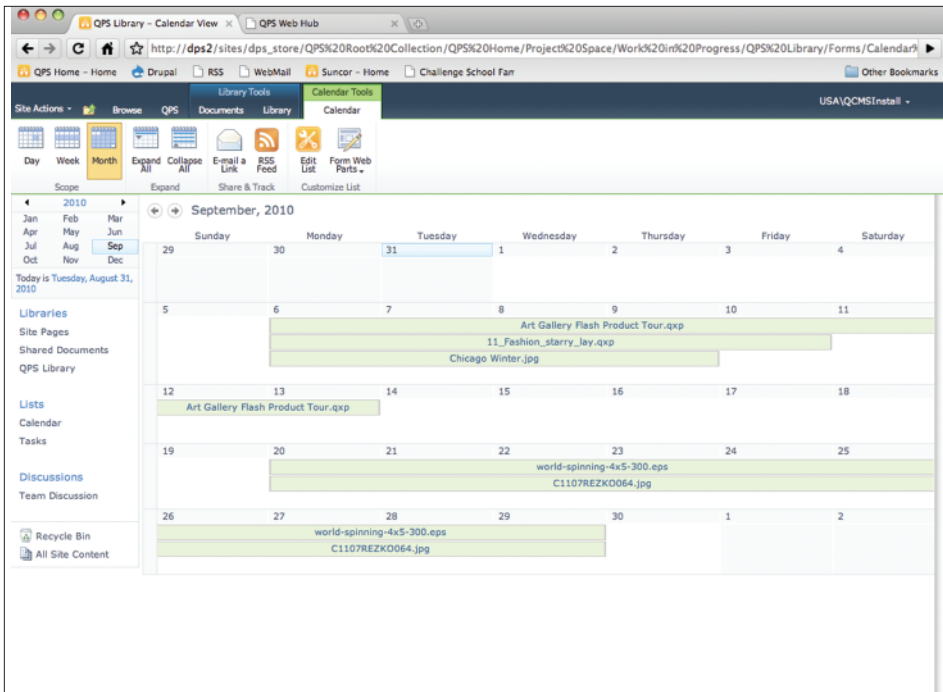 QPS Library – Calendar View
QPS Web Hub
http://dps2/sites/dps_store/QPS%20Root%20Collection/QPS%20Home/Project%20Space/Work%20in%20Progress/QPS%20Library/Forms/Calendar%
QPS Home – Home Drupal RSS WebMail Suncor – Home Challenge School Fam Other Bookmarks
Library Tools Calendar Tools
Site Actions Browse QPS Documents Library Calendar USA\QCMSInstall
Day Week Month Expand All Collapse All E-mail a Link RSS Feed Edit List Form Web Parts
Scope Expand Share & Track Customize List
2010
Jan Feb Mar
Apr May Jun
Jul Aug Sep
Oct Nov Dec
Today is Tuesday, August 31, 2010
Libraries
Site Pages
Shared Documents
QPS Library
Lists
Calendar
Tasks
Discussions
Team Discussion
Recycle Bin
All Site Content
September, 2010
Sunday Monday Tuesday Wednesday Thursday Friday Saturday
29 30 31 1 2 3 4
5 6 7 8 9 10 11
Art Gallery Flash Product Tour.qxp
11_Fashion_starry_lay.qxp
Chicago Winter.jpg
12 13 14 15 16 17 18
Art Gallery Flash Product Tour.qxp
19 20 21 22 23 24 25
world-spinning-4x5-300.eps
C1107REZKO064.jpg
26 27 28 29 30 1 2
world-spinning-4x5-300.eps
C1107REZKO064.jpg